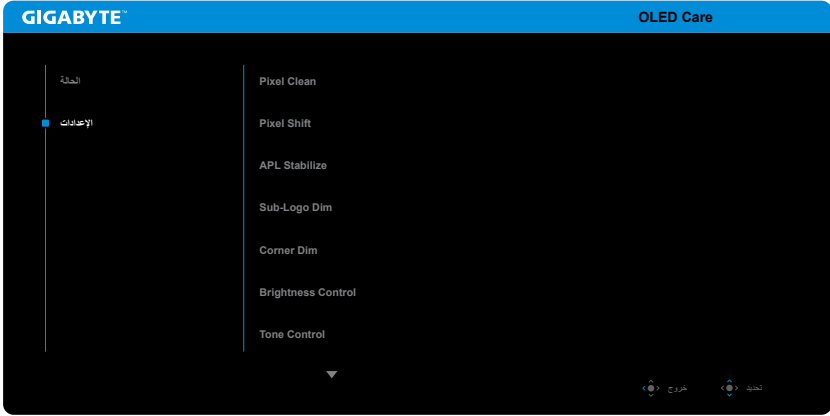 GIGABYTE™
OLED Care
الحالة
الإعدادات
Pixel Clean
Pixel Shift
APL Stabilize
Sub-Logo Dim
Corner Dim
Brightness Control
Tone Control
خروج
تحديد